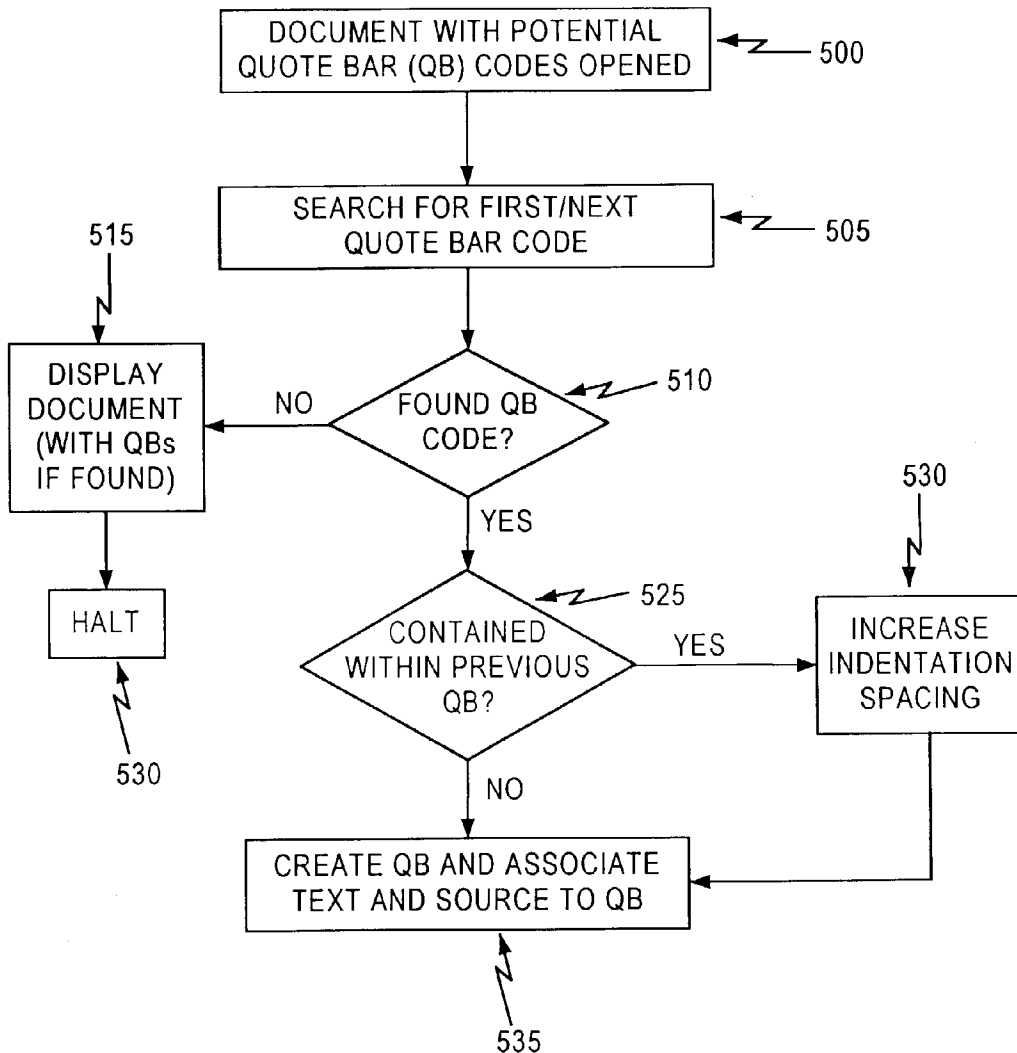 DOCUMENT WITH POTENTIAL
QUOTE BAR (QB) CODES OPENED
500
SEARCH FOR FIRST/NEXT
QUOTE BAR CODE
505
515
DISPLAY
DOCUMENT
(WITH QBs
IF FOUND)
NO
FOUND QB
CODE?
510
YES
530
HALT
530
525
CONTAINED
WITHIN PREVIOUS
QB?
YES
INCREASE
INDENTATION
SPACING
NO
CREATE QB AND ASSOCIATE
TEXT AND SOURCE TO QB
535